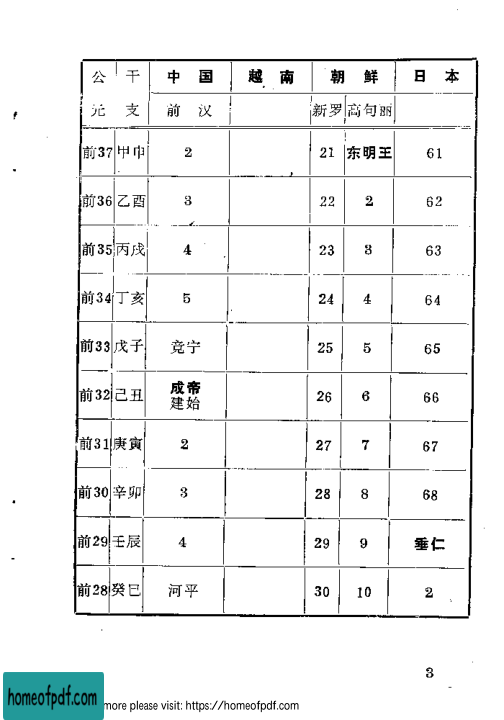 公 干 中 国 越 南 朝 鲜 日 本
元 支 前 汉 新罗 高句丽
前37 甲申 2 21 东明王 61
前36 乙酉 3 22 2 62
前35 丙戌 4 23 3 63
前34 丁亥 5 24 4 64
前33 戊子 竟宁 25 5 65
前32 己丑 成帝 建始 26 6 66
前31 庚寅 2 27 7 67
前30 辛卯 3 28 8 68
前29 壬辰 4 29 9 垂仁
前28 癸巳 河平 30 10 2
3
homeofpdf.com
more please visit: https://homeofpdf.com